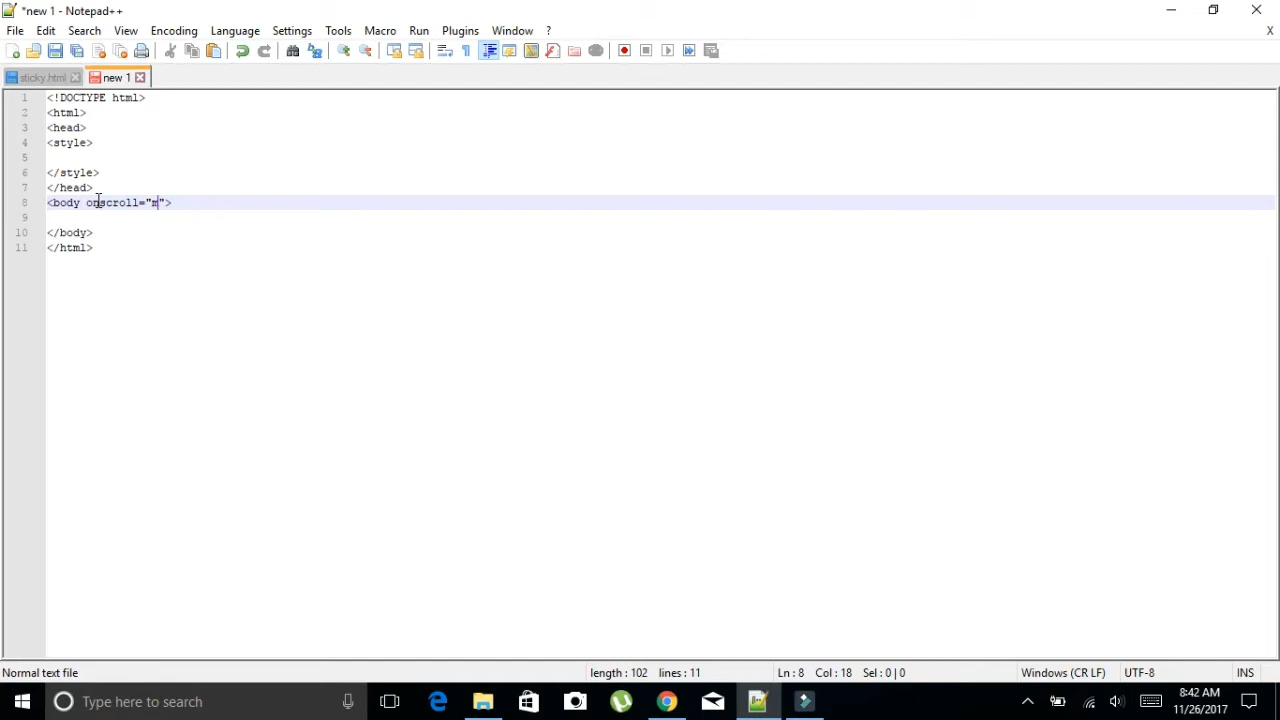 *new 1 - Notepad++
File Edit Search View Encoding Language Settings Tools Macro Run Plugins Window ? X
sticky.html new 1
1 <!DOCTYPE html>
2 <html>
3 <head>
4 <style>
5
6 </style>
7 </head>
8 <body onscroll="m">
9
10 </body>
11 </html>
Normal text file length : 102 lines : 11 Ln : 8 Col : 18 Sel : 0 | 0 Windows (CR LF) UTF-8 INS
Type here to search 8:42 AM
11/26/2017